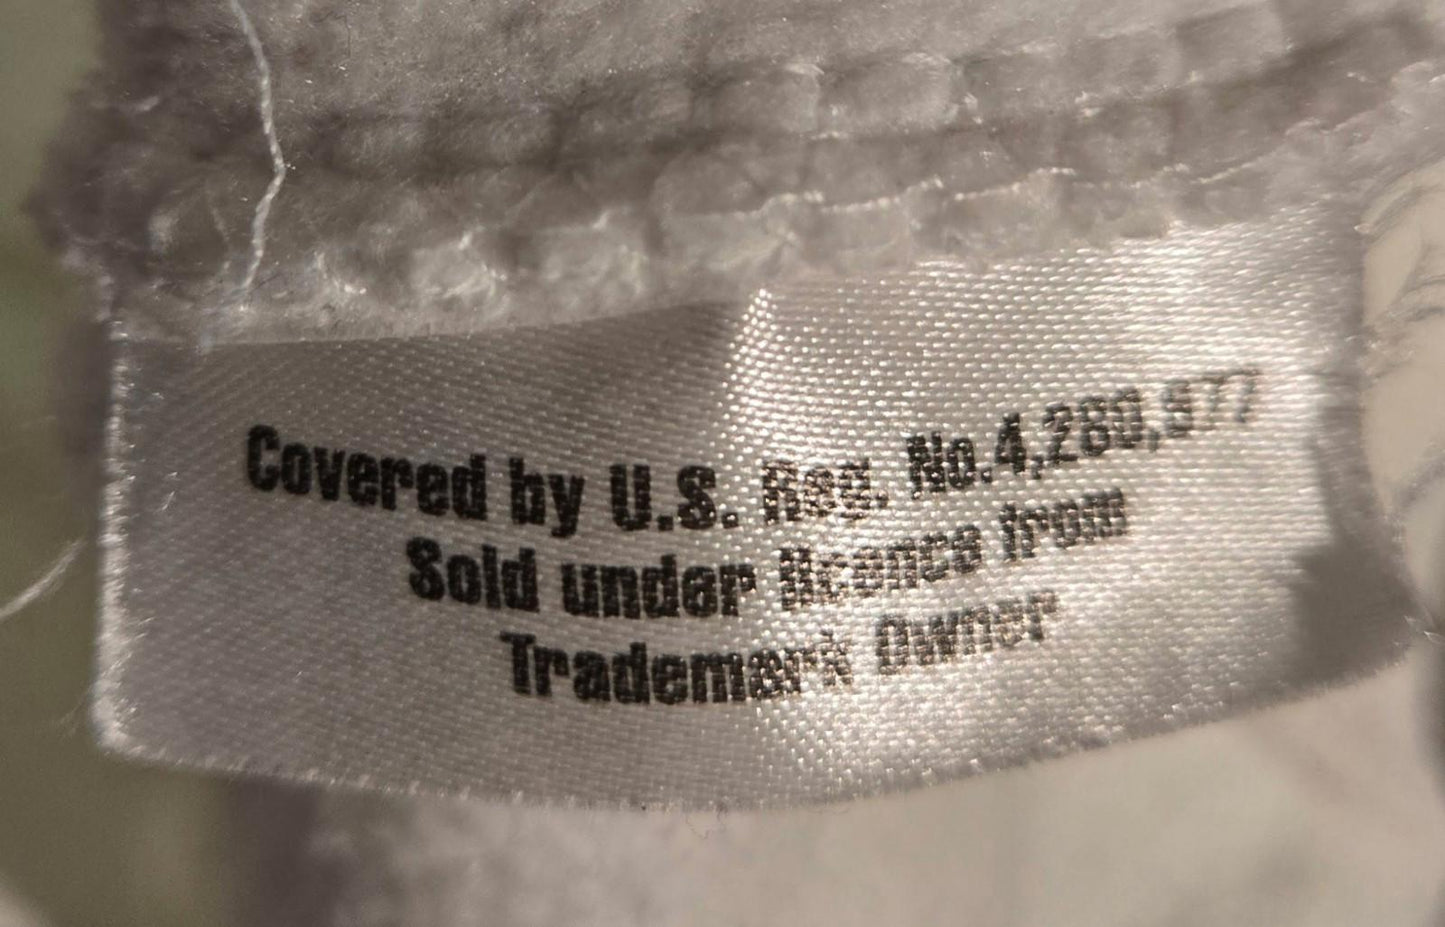 Covered by U.S. Reg. No.4,280,977
Sold under licence from
Trademark Owner